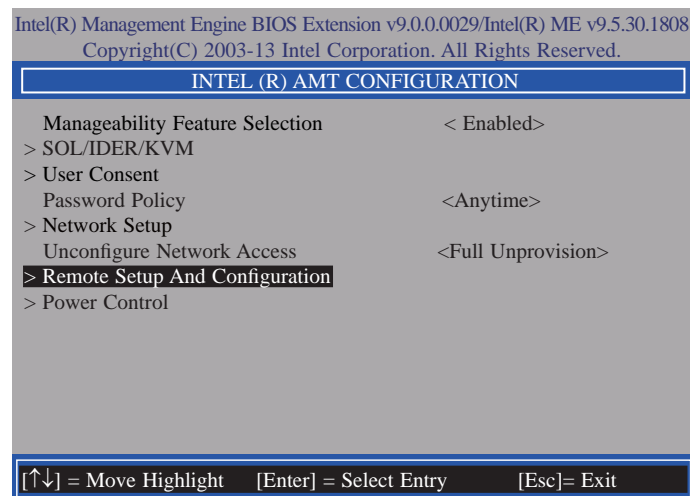 Intel(R) Management Engine BIOS Extension v9.0.0.0029/Intel(R) ME v9.5.30.1808
Copyright(C) 2003-13 Intel Corporation. All Rights Reserved.
INTEL (R) AMT CONFIGURATION
Manageability Feature Selection < Enabled>
> SOL/IDER/KVM
> User Consent
Password Policy <Anytime>
> Network Setup
Unconfigure Network Access <Full Unprovision>
> Remote Setup And Configuration
> Power Control
[↑↓] = Move Highlight [Enter] = Select Entry [Esc]= Exit